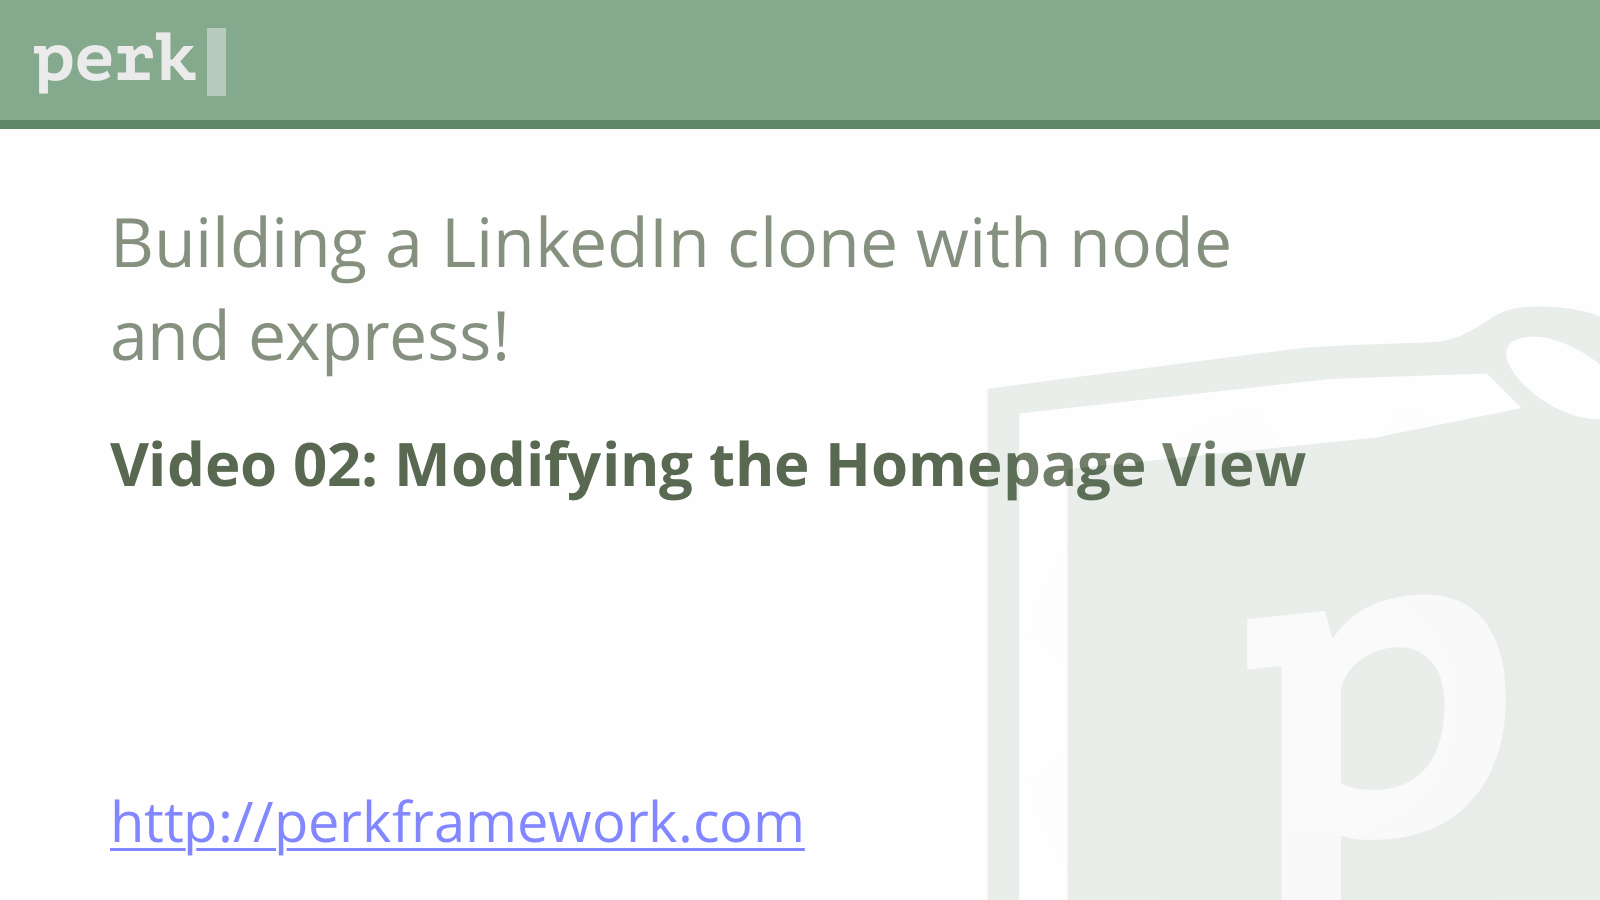 perk
Building a LinkedIn clone with node
and express!
Video 02: Modifying the Homepage View
p
http://perkframework.com